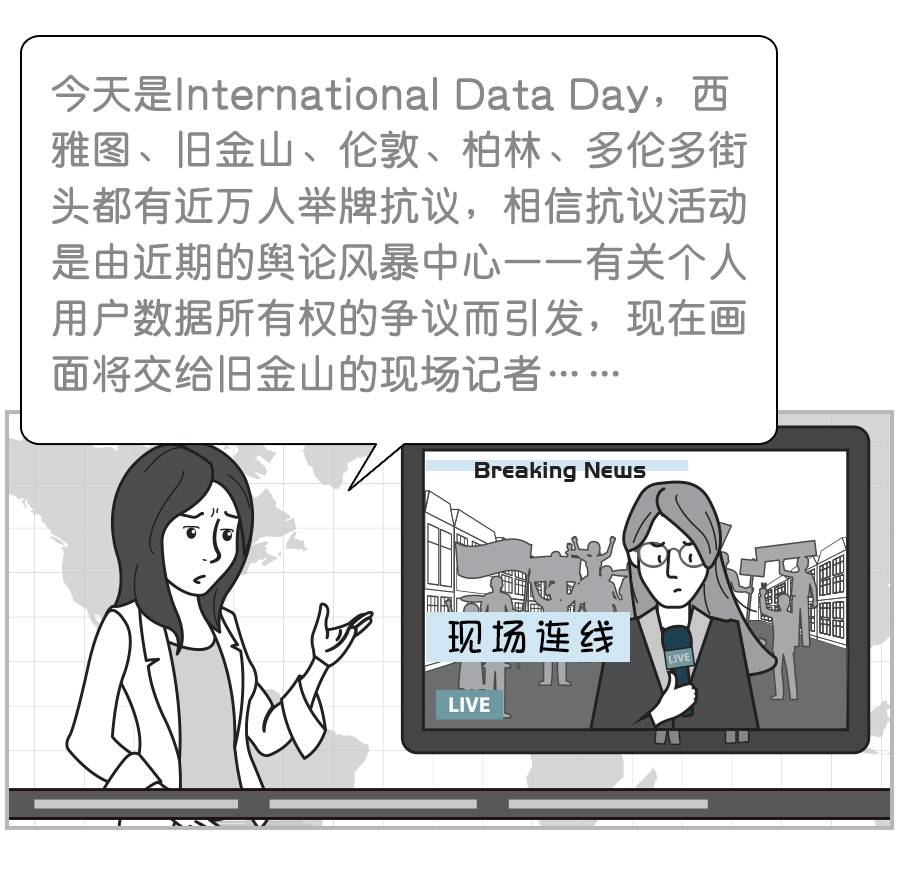 今天是International Data Day，西
雅图、旧金山、伦敦、柏林、多伦多街
头都有近万人举牌抗议，相信抗议活动
是由近期的舆论风暴中心——有关个人
用户数据所有权的争议而引发，现在画
面将交给旧金山的现场记者……
Breaking News
现场连线
LIVE
LIVE